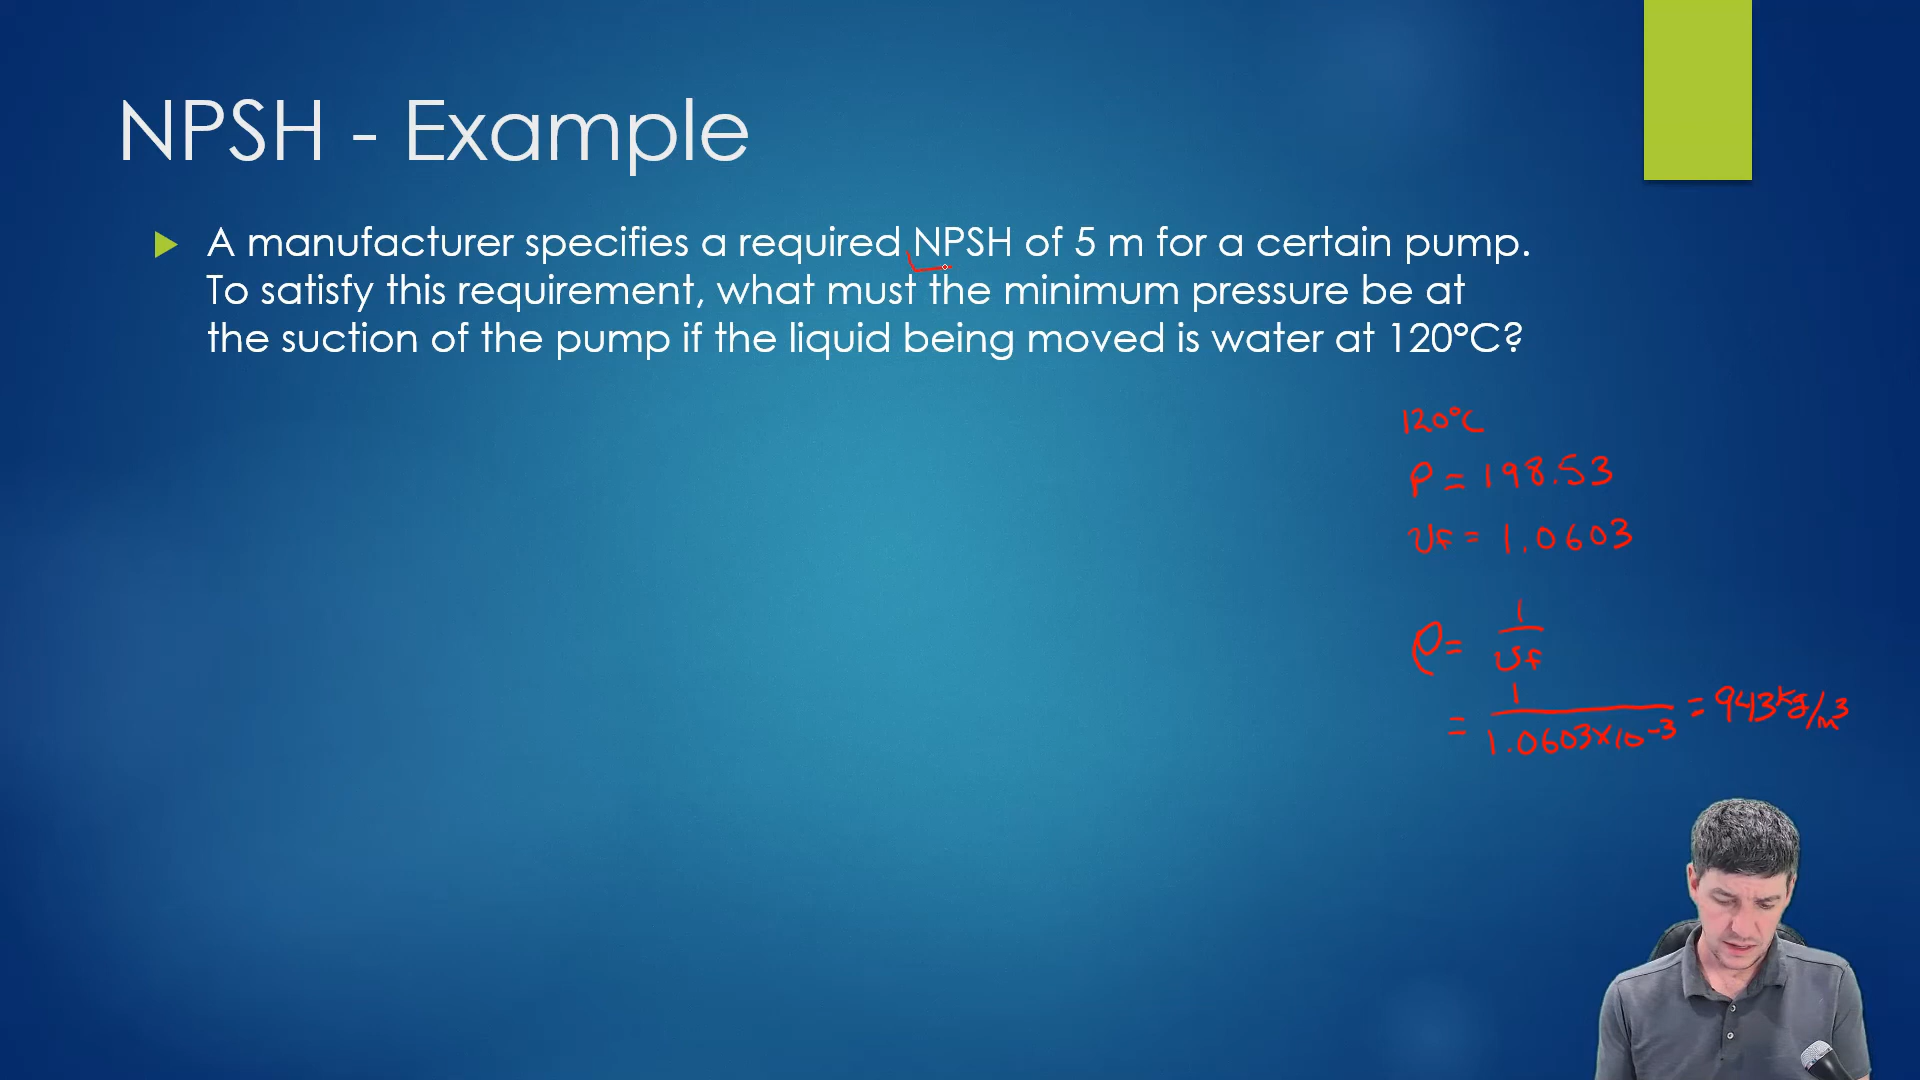 NPSH - Example
A manufacturer specifies a required NPSH of 5 m for a certain pump.
To satisfy this requirement, what must the minimum pressure be at
the suction of the pump if the liquid being moved is water at 120°C?
120°C
P = 198.53
vf = 1.0603
ρ = 1/vf
= 1/1.0603×10⁻³ = 943 kg/m³